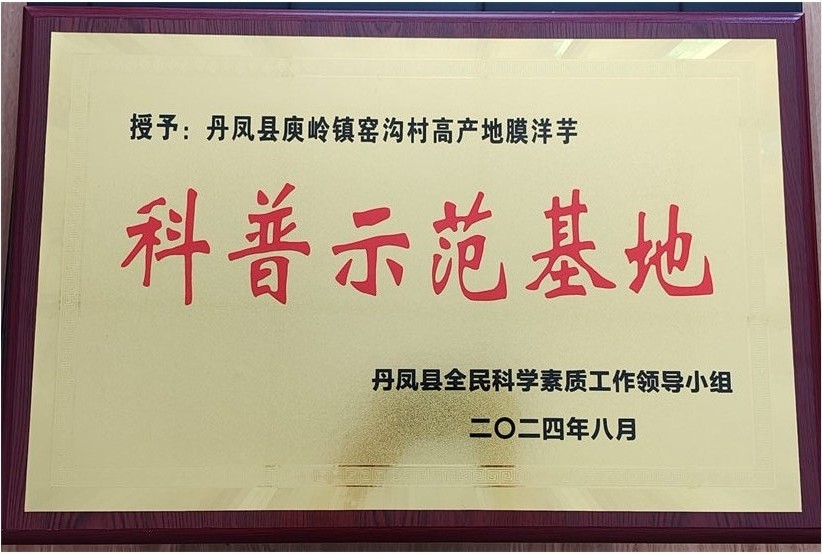 授予：丹凤县庾岭镇窑沟村高产地膜洋芋
科普示范基地
丹凤县全民科学素质工作领导小组
二〇二四年八月